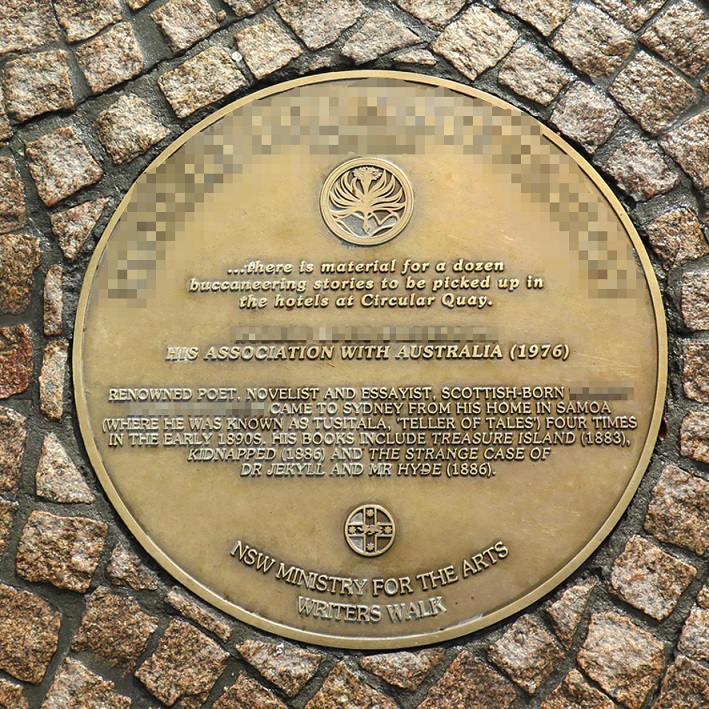 ...there is material for a dozen
buccaneering stories to be picked up in
the hotels at Circular Quay.
HIS ASSOCIATION WITH AUSTRALIA (1976)
RENOWNED POET, NOVELIST AND ESSAYIST, SCOTTISH-BORN
CAME TO SYDNEY FROM HIS HOME IN SAMOA
(WHERE HE WAS KNOWN AS TUSITALA, 'TELLER OF TALES') FOUR TIMES
IN THE EARLY 1890S. HIS BOOKS INCLUDE TREASURE ISLAND (1883),
KIDNAPPED (1886) AND THE STRANGE CASE OF
DR JEKYLL AND MR HYDE (1886).
NSW MINISTRY FOR THE ARTS
WRITERS WALK